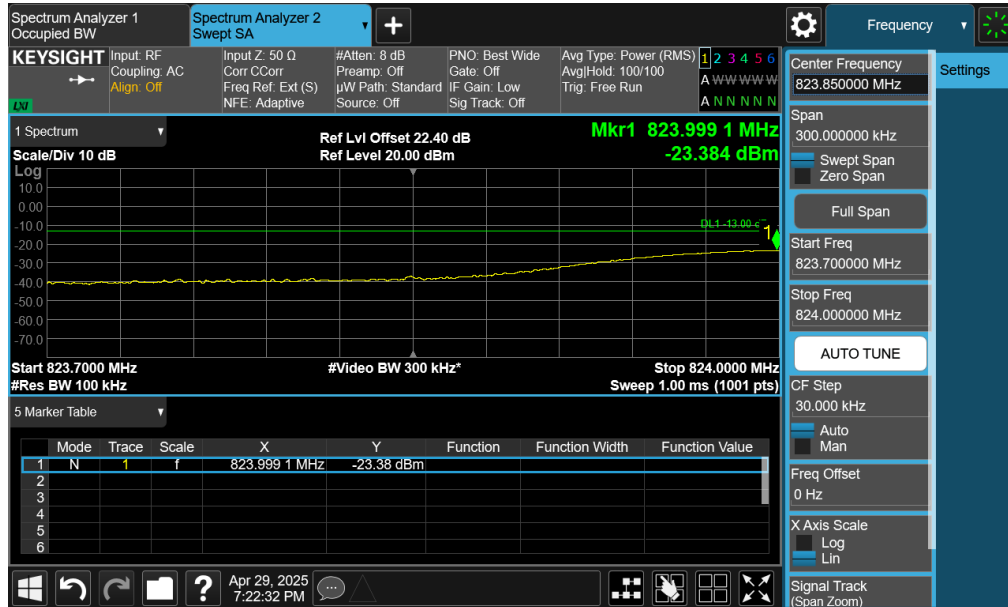 Spectrum Analyzer 1
Occupied BW
Spectrum Analyzer 2
Swept SA
Frequency
KEYSIGHT
LXI
Input: RF
Coupling: AC
Align: Off
Input Z: 50 Ω
Corr CCorr
Freq Ref: Ext (S)
NFE: Adaptive
#Atten: 8 dB
Preamp: Off
µW Path: Standard
Source: Off
PNO: Best Wide
Gate: Off
IF Gain: Low
Sig Track: Off
Avg Type: Power (RMS)
Avg|Hold: 100/100
Trig: Free Run
1 2 3 4 5 6
A W W W W W
A N N N N N
1 Spectrum
Scale/Div 10 dB
Ref Lvl Offset 22.40 dB
Ref Level 20.00 dBm
Mkr1 823.999 1 MHz
-23.384 dBm
Log
10.0
0.00
-10.0
-20.0
-30.0
-40.0
-50.0
-60.0
-70.0
DL1 -13.00
1
Start 823.7000 MHz
#Res BW 100 kHz
#Video BW 300 kHz*
Stop 824.0000 MHz
Sweep 1.00 ms (1001 pts)
5 Marker Table
Mode Trace Scale X Y Function Function Width Function Value
1 N 1 f 823.999 1 MHz -23.38 dBm
2
3
4
5
6
Apr 29, 2025
7:22:32 PM
Center Frequency
823.850000 MHz
Span
300.000000 kHz
Swept Span
Zero Span
Full Span
Start Freq
823.700000 MHz
Stop Freq
824.000000 MHz
AUTO TUNE
CF Step
30.000 kHz
Auto
Man
Freq Offset
0 Hz
X Axis Scale
Log
Lin
Signal Track
(Span Zoom)
Settings